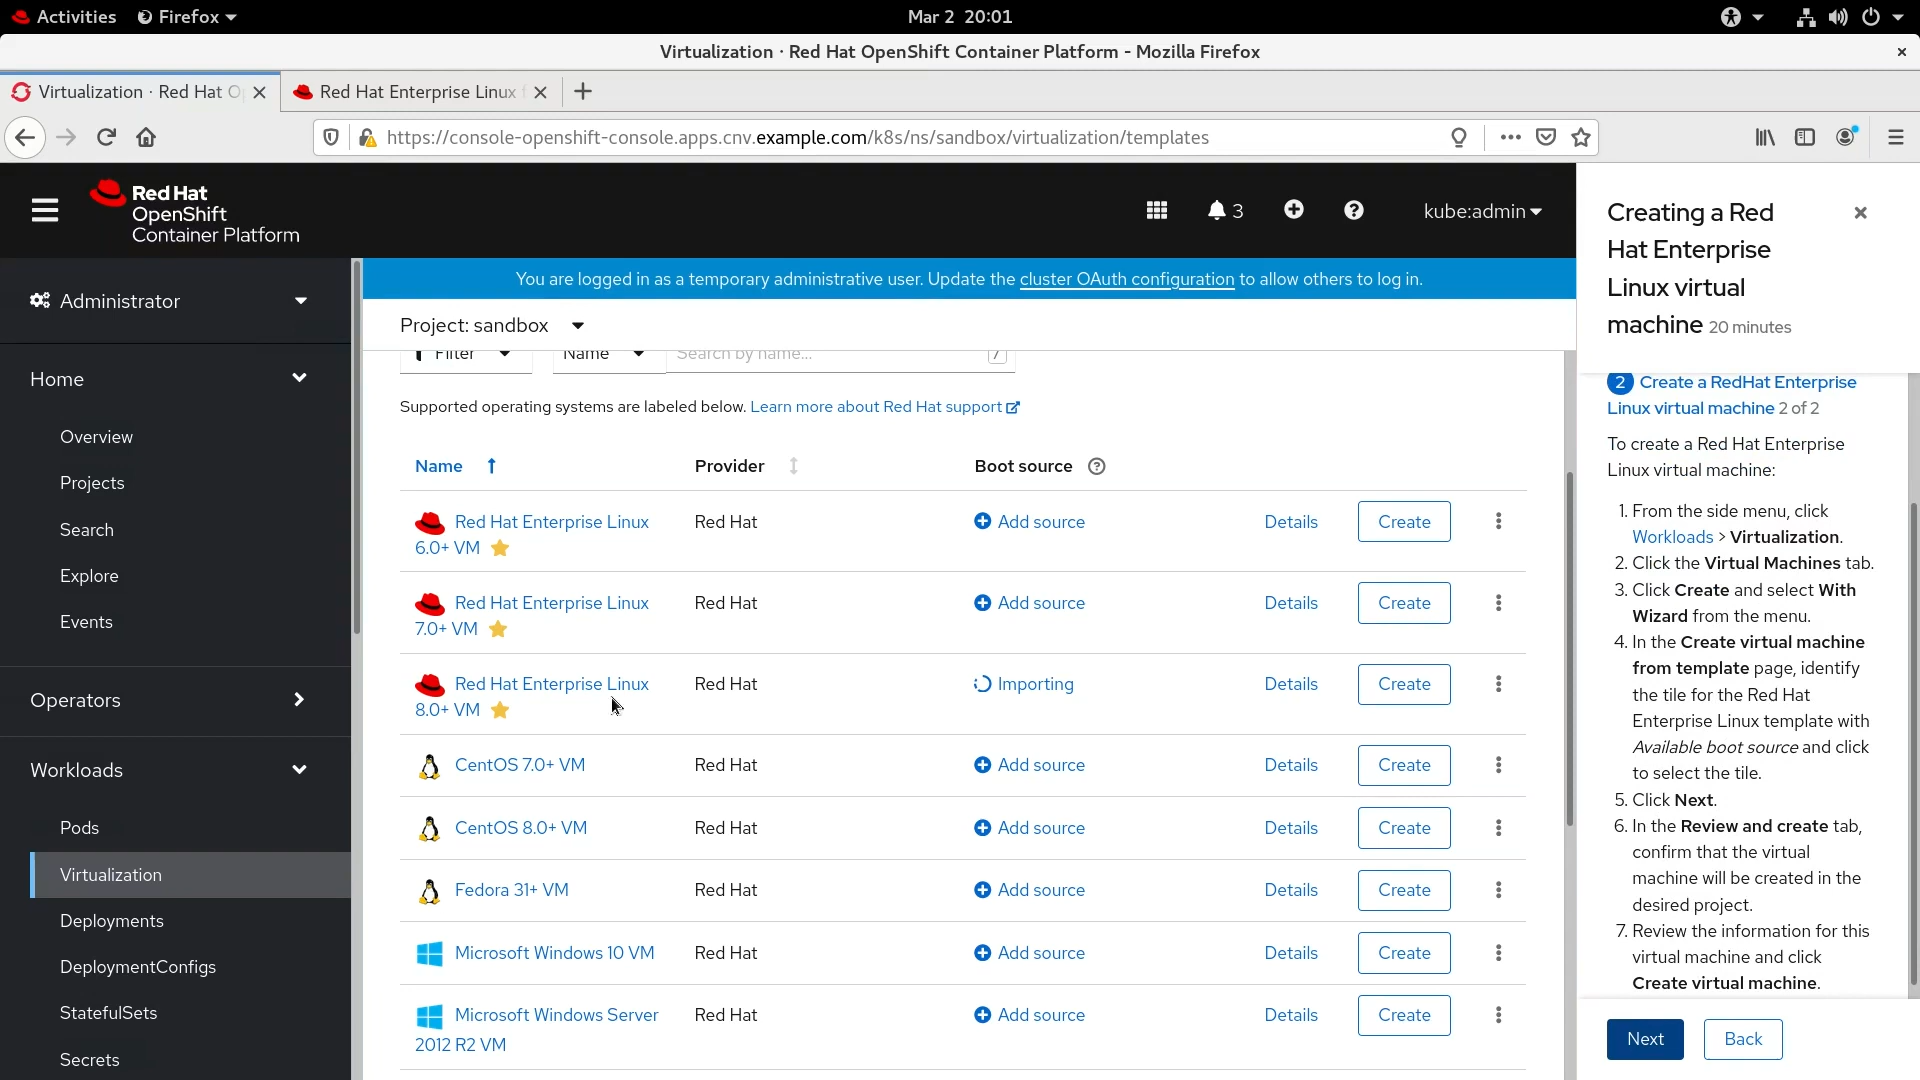 Activities
Firefox
Mar 2 20:01
Virtualization · Red Hat OpenShift Container Platform - Mozilla Firefox
Virtualization · Red Hat O
Red Hat Enterprise Linux f
https://console-openshift-console.apps.cnv.example.com/k8s/ns/sandbox/virtualization/templates
Red Hat
OpenShift
Container Platform
3
kube:admin
You are logged in as a temporary administrative user. Update the cluster OAuth configuration to allow others to log in.
Administrator
Home
Overview
Projects
Search
Explore
Events
Operators
Workloads
Pods
Virtualization
Deployments
DeploymentConfigs
StatefulSets
Secrets
Project: sandbox
Filter Name Search by name... /
Supported operating systems are labeled below. Learn more about Red Hat support
Name Provider Boot source
Red Hat Enterprise Linux Red Hat Add source Details Create
6.0+ VM
Red Hat Enterprise Linux Red Hat Add source Details Create
7.0+ VM
Red Hat Enterprise Linux Red Hat Importing Details Create
8.0+ VM
CentOS 7.0+ VM Red Hat Add source Details Create
CentOS 8.0+ VM Red Hat Add source Details Create
Fedora 31+ VM Red Hat Add source Details Create
Microsoft Windows 10 VM Red Hat Add source Details Create
Microsoft Windows Server Red Hat Add source Details Create
2012 R2 VM
Creating a Red
Hat Enterprise
Linux virtual
machine 20 minutes
2 Create a RedHat Enterprise
Linux virtual machine 2 of 2
To create a Red Hat Enterprise
Linux virtual machine:
1. From the side menu, click
Workloads > Virtualization.
2. Click the Virtual Machines tab.
3. Click Create and select With
Wizard from the menu.
4. In the Create virtual machine
from template page, identify
the tile for the Red Hat
Enterprise Linux template with
Available boot source and click
to select the tile.
5. Click Next.
6. In the Review and create tab,
confirm that the virtual
machine will be created in the
desired project.
7. Review the information for this
virtual machine and click
Create virtual machine.
Next Back